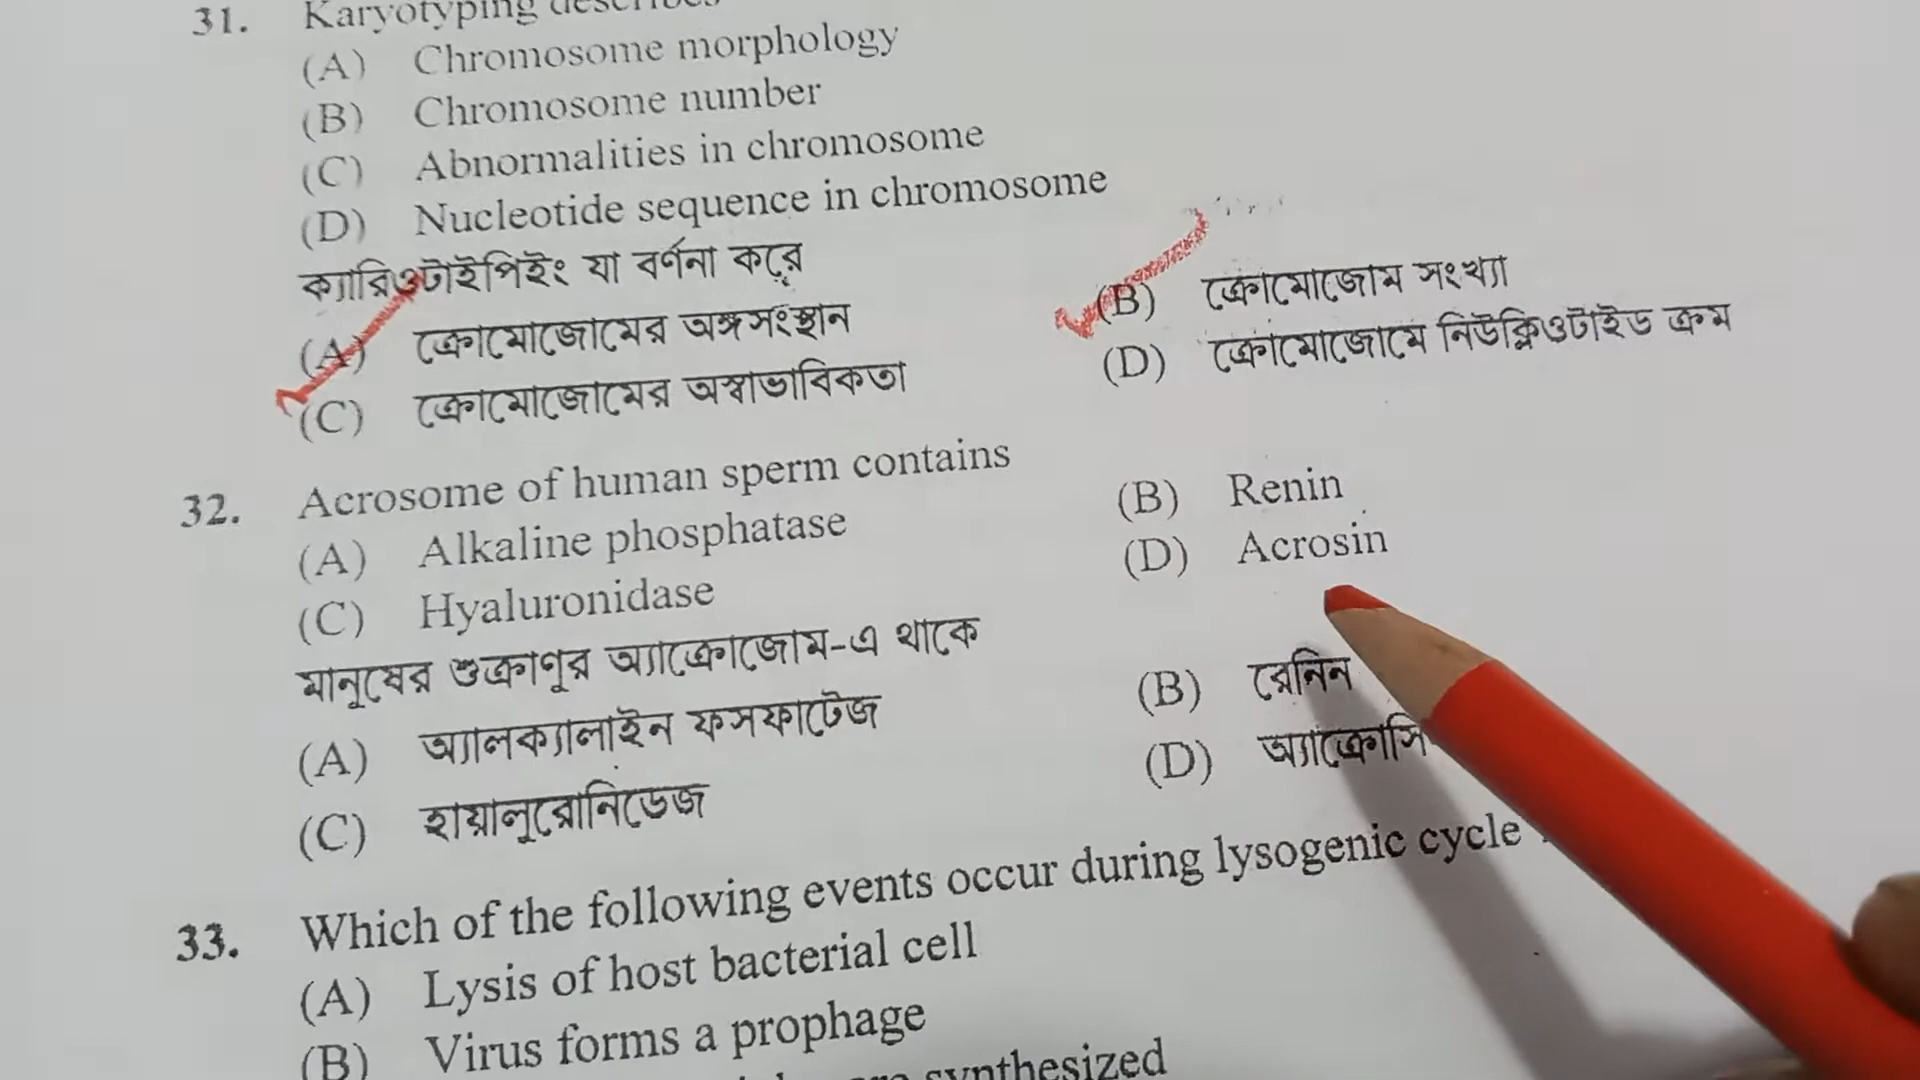 31. Karyotyping describes
(A) Chromosome morphology
(B) Chromosome number
(C) Abnormalities in chromosome
(D) Nucleotide sequence in chromosome
ক্যারিওটাইপিইং যা বর্ণনা করে
(A) ক্রোমোজোমের অঙ্গসংস্থান (B) ক্রোমোজোম সংখ্যা
(C) ক্রোমোজোমের অস্বাভাবিকতা (D) ক্রোমোজোমে নিউক্লিওটাইড ক্রম
32. Acrosome of human sperm contains
(A) Alkaline phosphatase (B) Renin
(C) Hyaluronidase (D) Acrosin
মানুষের শুক্রাণুর অ্যাক্রোজোম-এ থাকে
(A) অ্যালক্যালাইন ফসফাটেজ (B) রেনিন
(C) হায়ালুরোনিডেজ (D) অ্যাক্রোসি
33. Which of the following events occur during lysogenic cycle
(A) Lysis of host bacterial cell
(B) Virus forms a prophage
synthesized